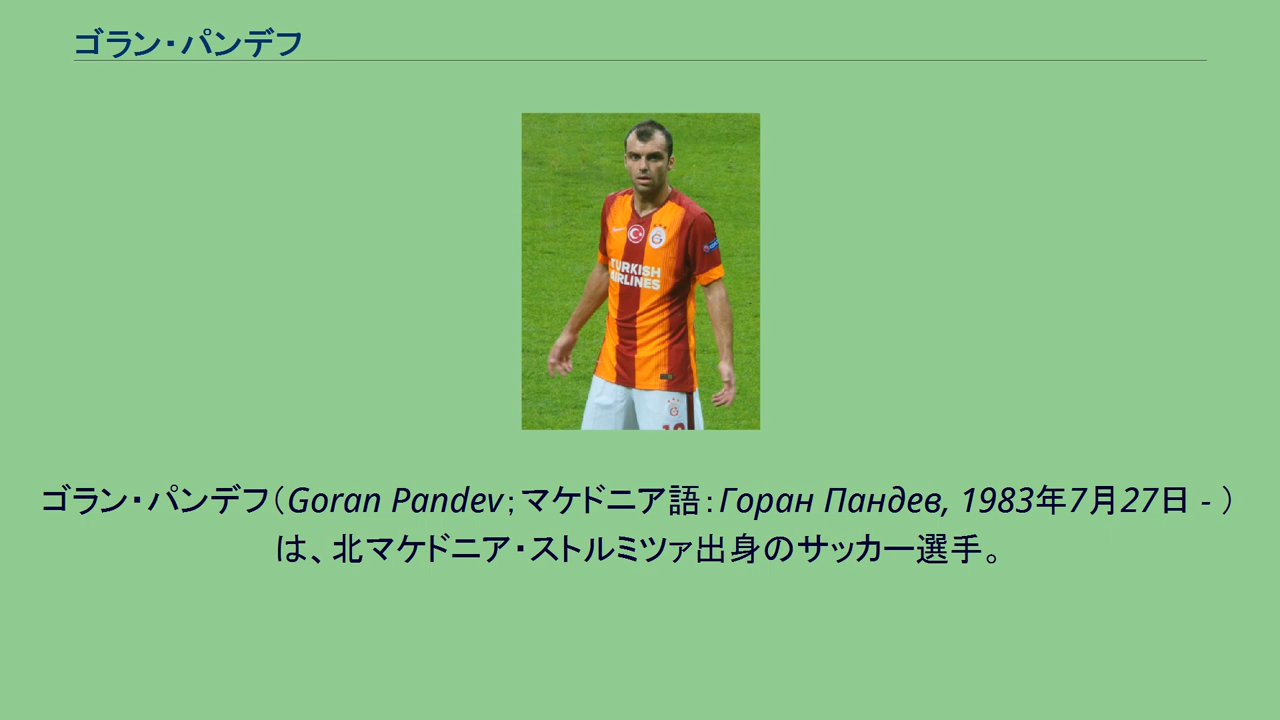 ゴラン・パンデフ
TURKISH
AIRLINES
ゴラン・パンデフ（Goran Pandev；マケドニア語：Горан Пандев, 1983年7月27日 - ）
は、北マケドニア・ストルミツァ出身のサッカー選手。